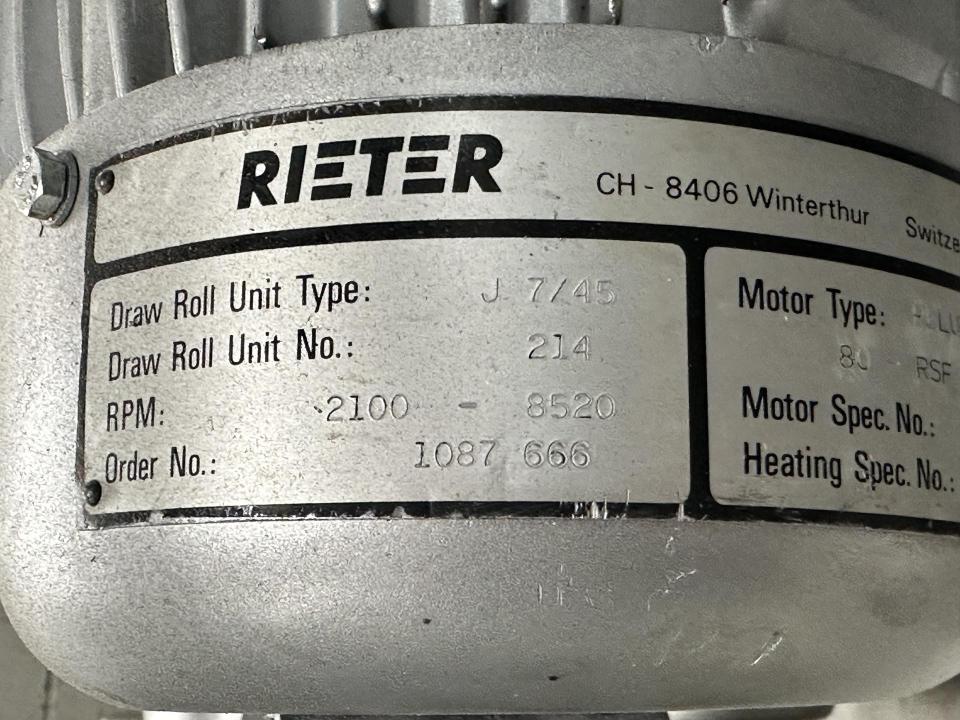 RIETER
CH - 8406 Winterthur Switze
Draw Roll Unit Type: J 7/45
Draw Roll Unit No.: 214
RPM: 2100 - 8520
Order No.: 1087 666
Motor Type:
RSF
Motor Spec. No.:
Heating Spec. No.: